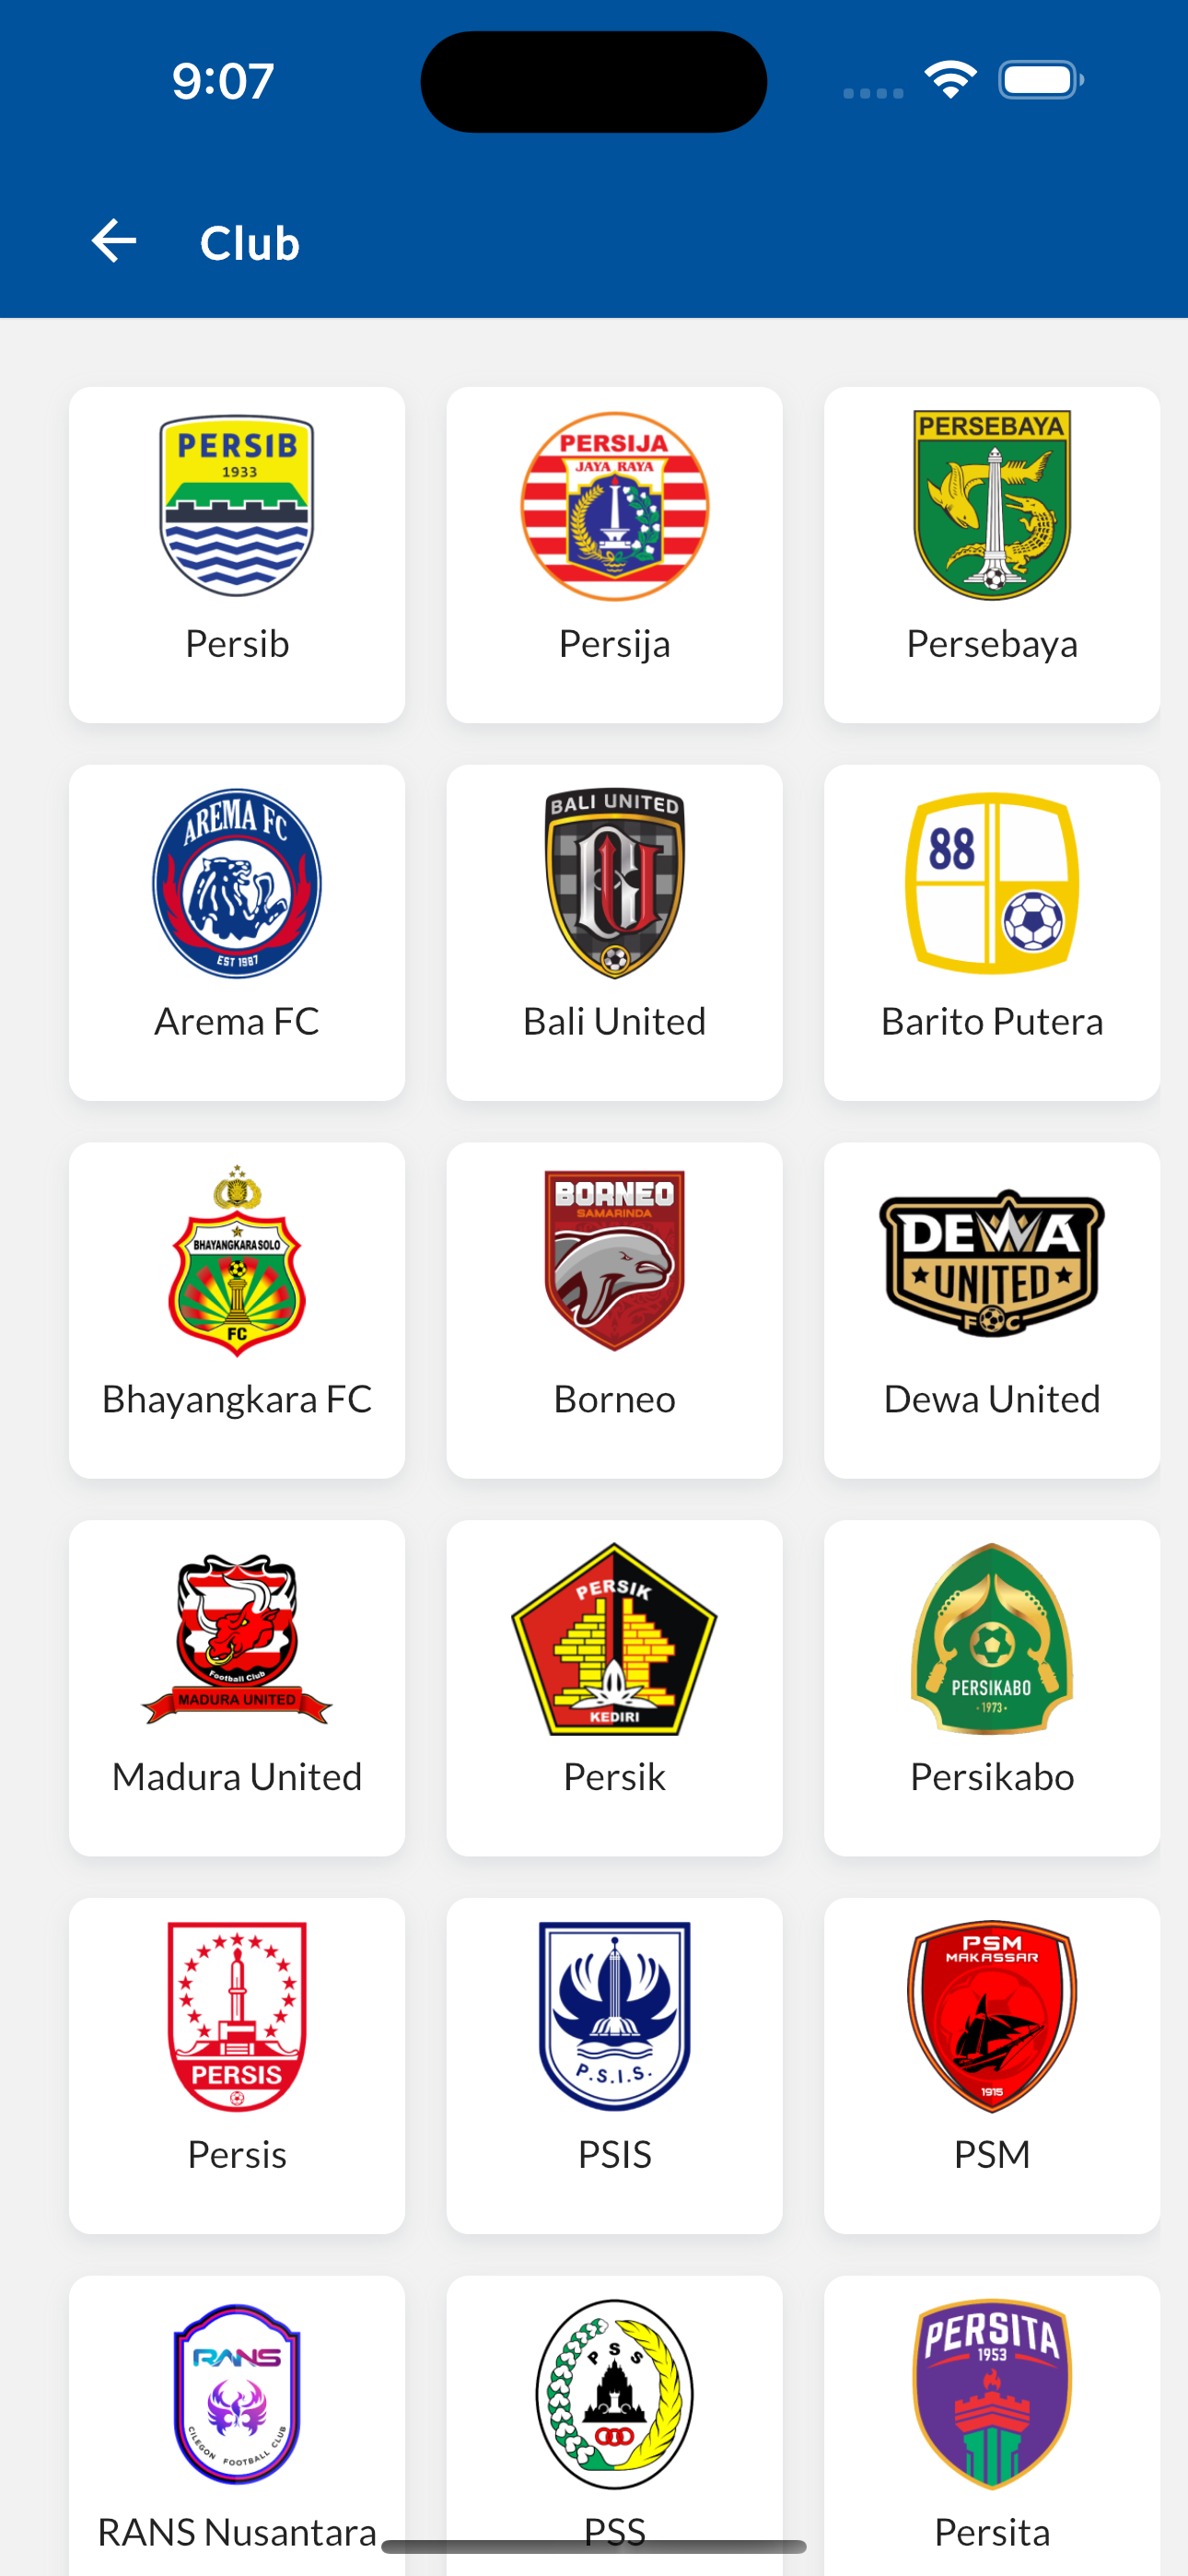 9:07
Club
PERSIB
1933
PERSIJA
JAYA RAYA
PERSEBAYA
Persib
Persija
Persebaya
AREMA FC
EST 1987
BALI UNITED
88
Arema FC
Bali United
Barito Putera
BHAYANGKARA SOLO
FC
BORNEO
SAMARINDA
DEWA
UNITED
FC
Bhayangkara FC
Borneo
Dewa United
Football Club
MADURA UNITED
PERSIK
KEDIRI
PERSIKABO
· 1973 ·
Madura United
Persik
Persikabo
PERSIS
P.S.I.S.
PSM
MAKASSAR
1915
Persis
PSIS
PSM
RANS
CILEGON FOOTBALL CLUB
PSS
PERSITA
1953
RANS Nusantara
PSS
Persita